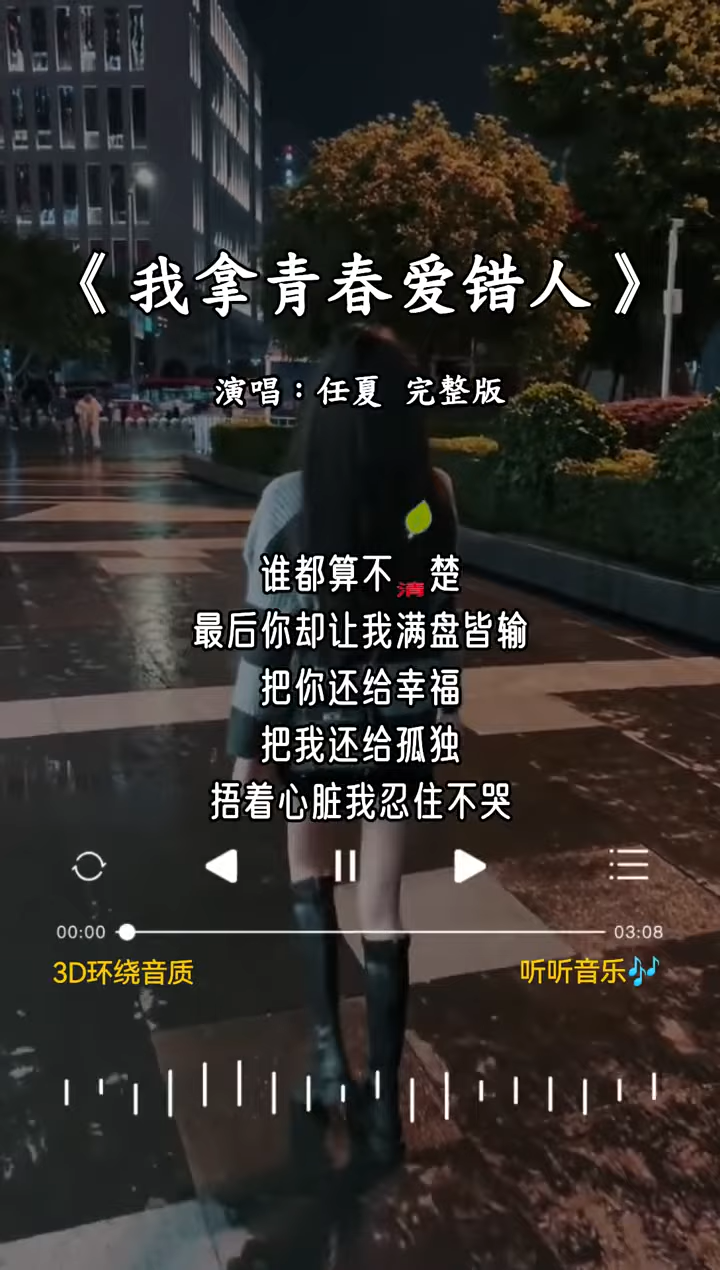 《 我拿青春爱错人 》
演唱：任夏 完整版
谁都算不清楚
最后你却让我满盘皆输
把你还给幸福
把我还给孤独
捂着心脏我忍住不哭
00:00 03:08
3D环绕音质 听听音乐🎶